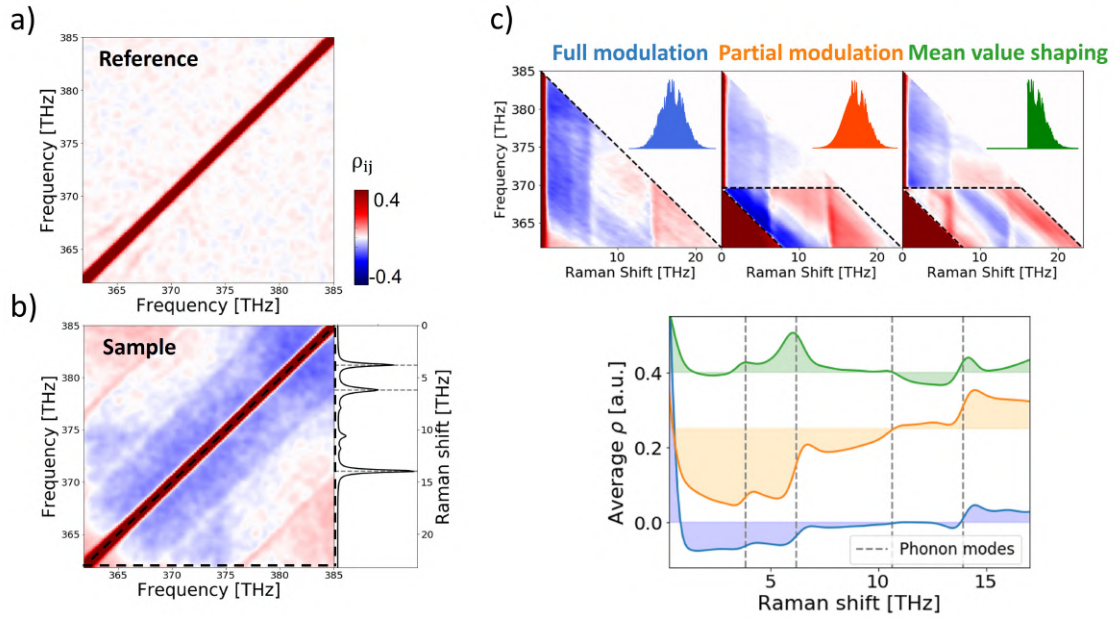 a)
Reference
385
380
375
370
365
Frequency [THz]
365
370
375
380
385
Frequency [THz]
ρij
0.4
-0.4
b)
Sample
385
380
375
370
365
Frequency [THz]
365
370
375
380
385
Frequency [THz]
0
5
10
15
20
Raman shift [THz]
c)
Full modulation Partial modulation Mean value shaping
385
380
375
370
365
Frequency [THz]
10
20
0
10
20
0
10
20
Raman Shift [THz] Raman Shift [THz] Raman Shift [THz]
0.4
0.2
0.0
Average ρ [a.u.]
Phonon modes
5
10
15
Raman shift [THz]